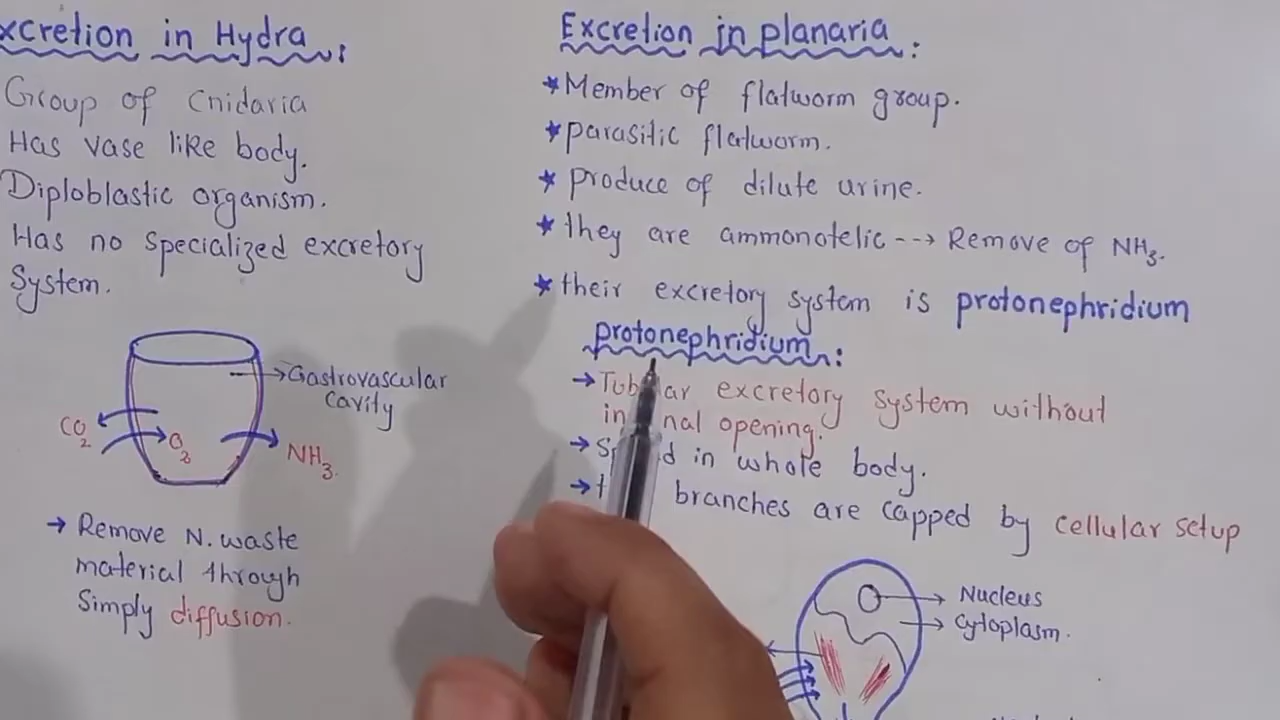 xcretion in Hydra :
Group of Cnidaria
Has vase like body.
Diploblastic organism.
Has no specialized excretory
System.
Gastrovascular
cavity
CO2
O2
NH3.
→ Remove N. waste
material through
Simply diffusion.
Excretion in planaria :
* Member of flatworm group.
* parasitic flatworm.
* produce of dilute urine.
* they are ammonotelic --→ Remove of NH3.
* their excretory system is protonephridium
protonephridium :
→ Tubular excretory system without
opening.
→ in whole body.
→ branches are capped by cellular setup
Nucleus
Cytoplasm.